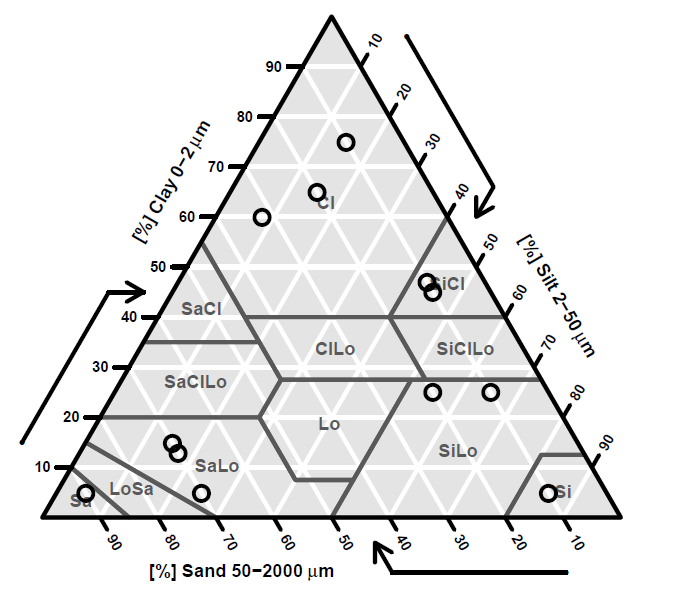 10
90
20
80
30
70
[%] Clay 0−2 μm
40
Cl
60
50
[%] Silt 2−50 μm
50
SiCl
60
SaCl
40
ClLo
SiClLo
70
30
SaClLo
80
20
Lo
SiLo
90
SaLo
10
LoSa
Sa
Si
90
80
70
60
50
40
30
20
10
[%] Sand 50−2000 μm